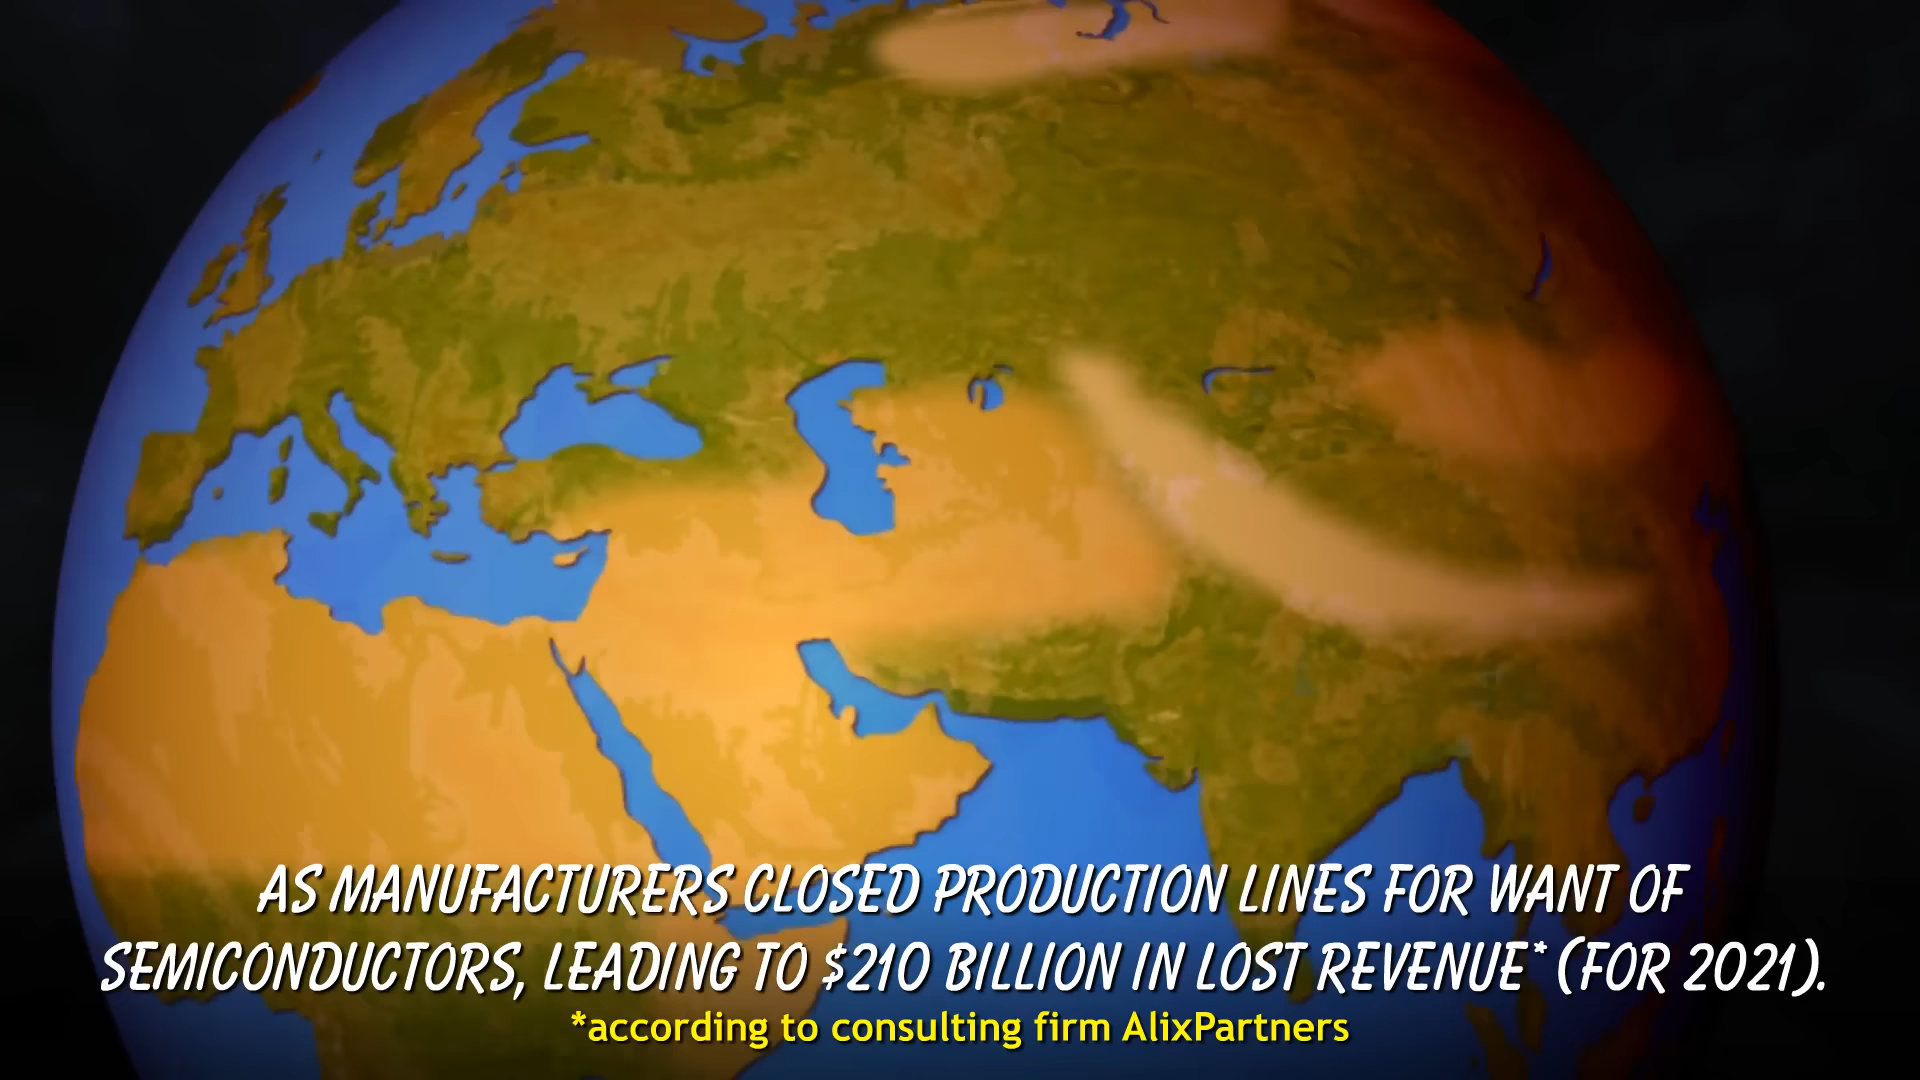 AS MANUFACTURERS CLOSED PRODUCTION LINES FOR WANT OF
SEMICONDUCTORS, LEADING TO $210 BILLION IN LOST REVENUE* (FOR 2021).
*according to consulting firm AlixPartners